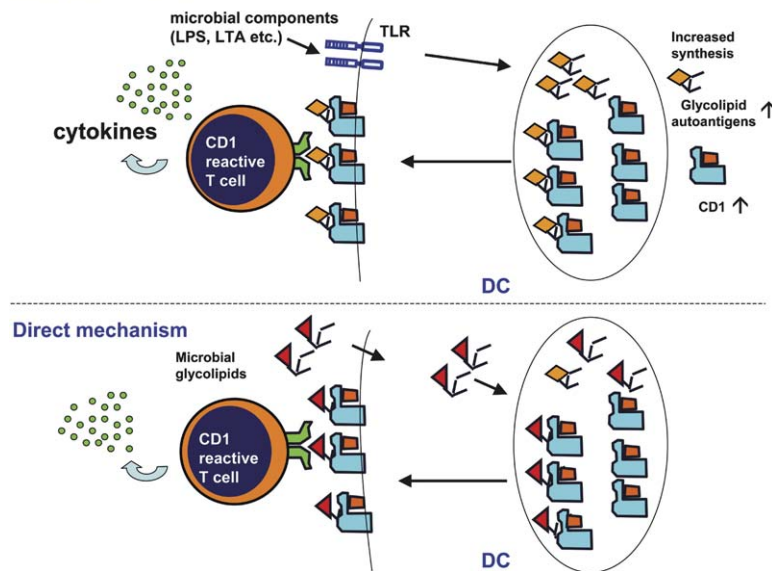 microbial components
(LPS, LTA etc.)
TLR
Increased
synthesis
Glycolipid
autoantigens ↑
cytokines
CD1
reactive
T cell
CD1 ↑
DC
Direct mechanism
Microbial
glycolipids
CD1
reactive
T cell
DC